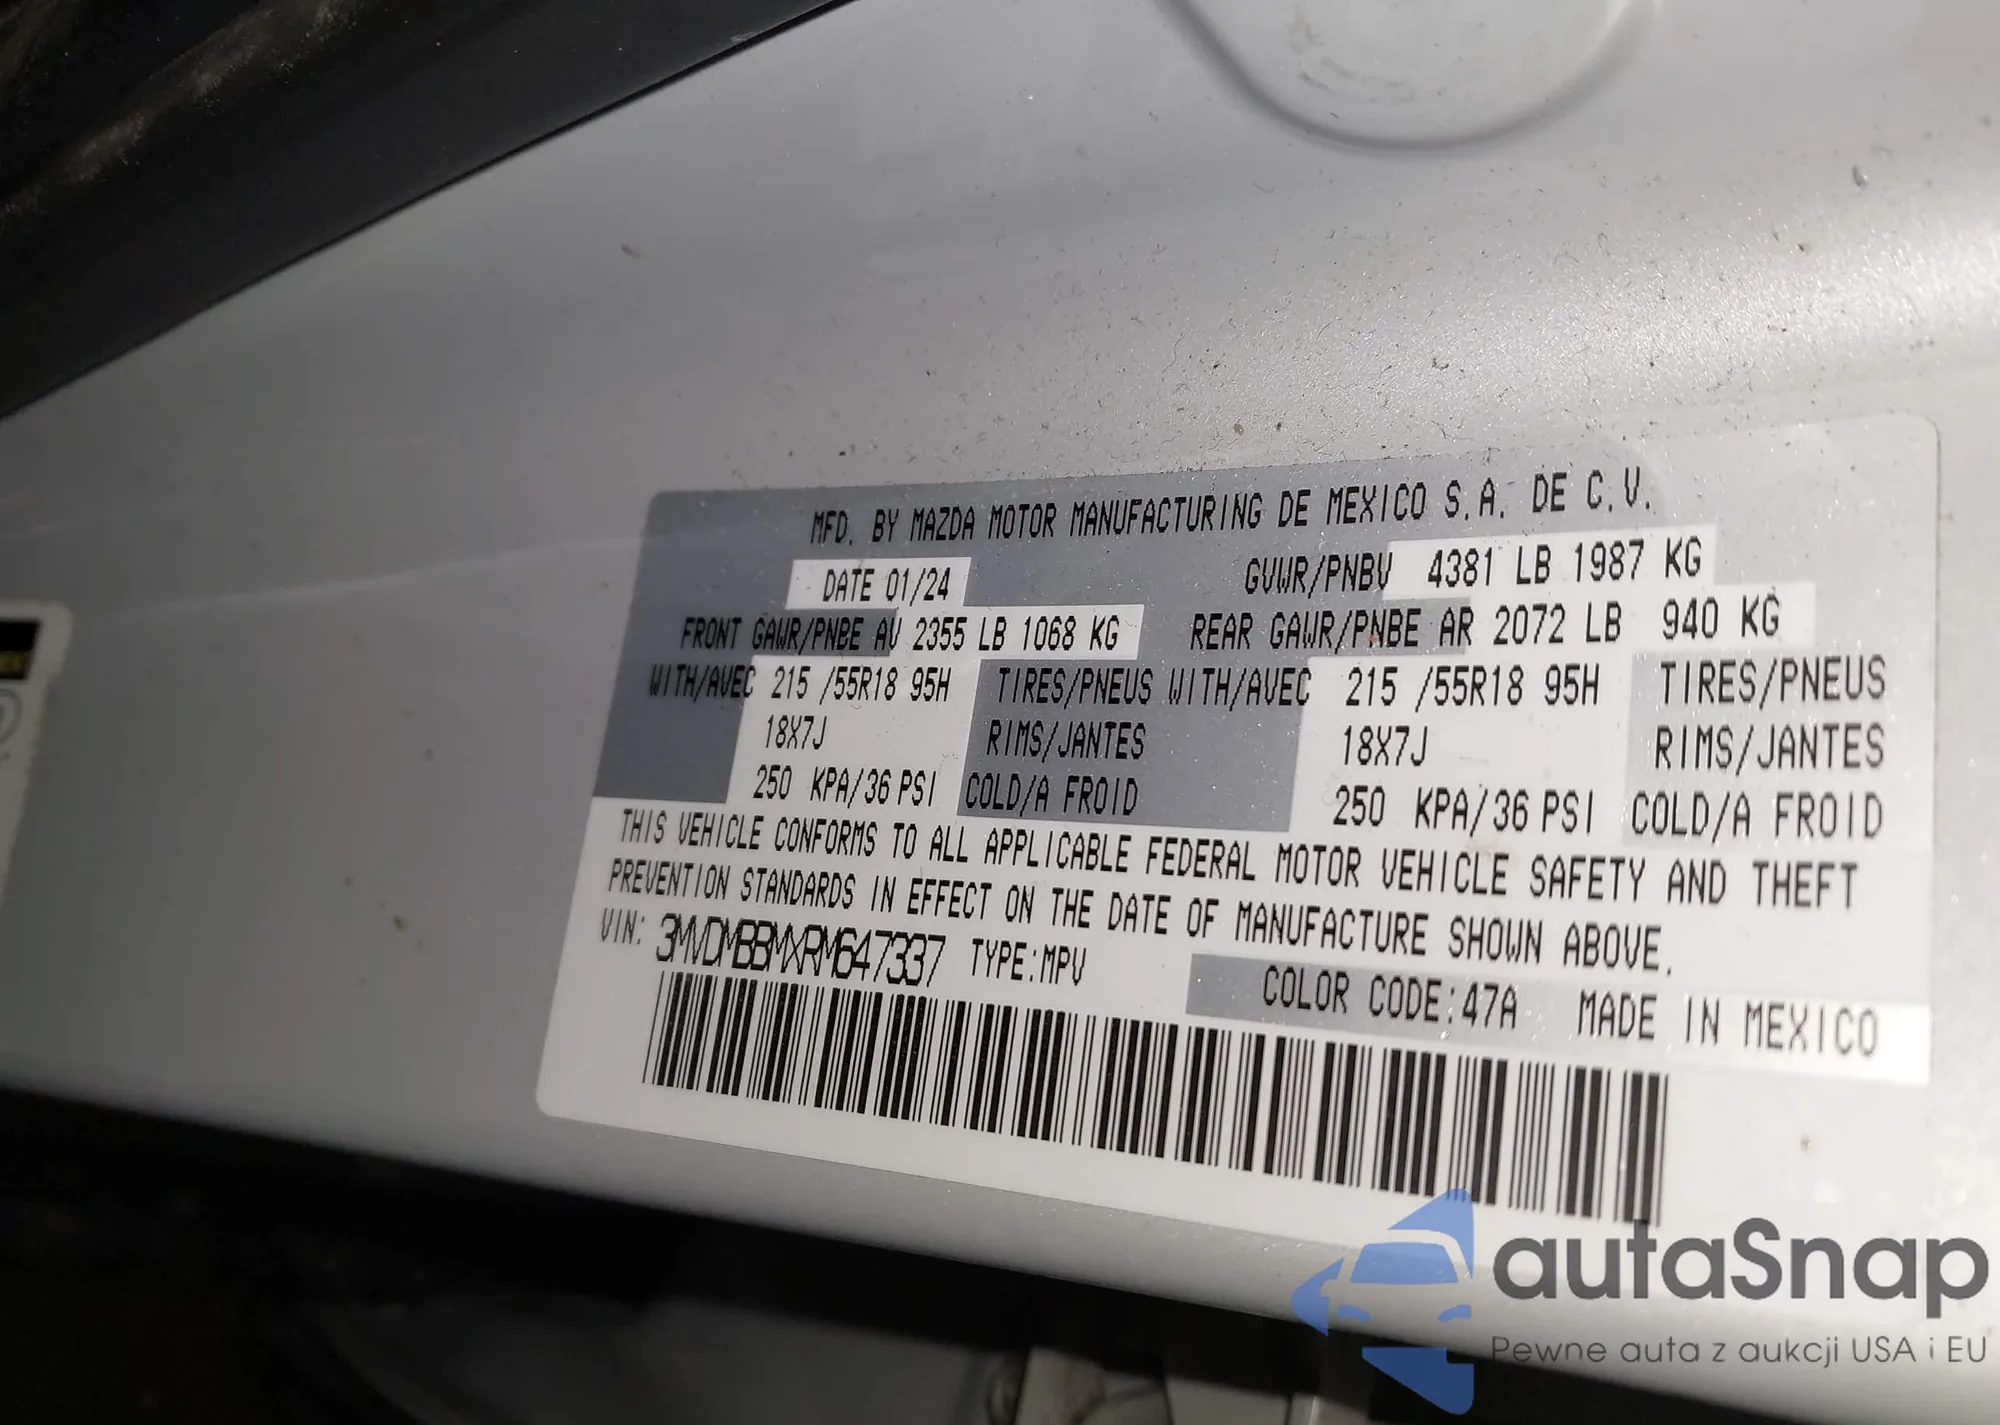 MFD. BY MAZDA MOTOR MANUFACTURING DE MEXICO S.A. DE C.V.
DATE 01/24 GVWR/PNBV 4381 LB 1987 KG
FRONT GAWR/PNBE AV 2355 LB 1068 KG REAR GAWR/PNBE AR 2072 LB 940 KG
WITH/AVEC 215 /55R18 95H TIRES/PNEUS WITH/AVEC 215 /55R18 95H TIRES/PNEUS
18X7J RIMS/JANTES 18X7J RIMS/JANTES
250 KPA/36 PSI COLD/A FROID 250 KPA/36 PSI COLD/A FROID
THIS VEHICLE CONFORMS TO ALL APPLICABLE FEDERAL MOTOR VEHICLE SAFETY AND THEFT
PREVENTION STANDARDS IN EFFECT ON THE DATE OF MANUFACTURE SHOWN ABOVE.
VIN: 3MVDMBBMXRM647337 TYPE:MPV
COLOR CODE:47A MADE IN MEXICO
autaSnap
Pewne auta z aukcji USA i EU